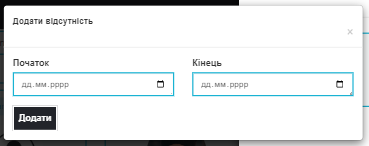 Додати відсутність
×
Початок Кінець
дд.мм.рррр дд.мм.рррр
Додати